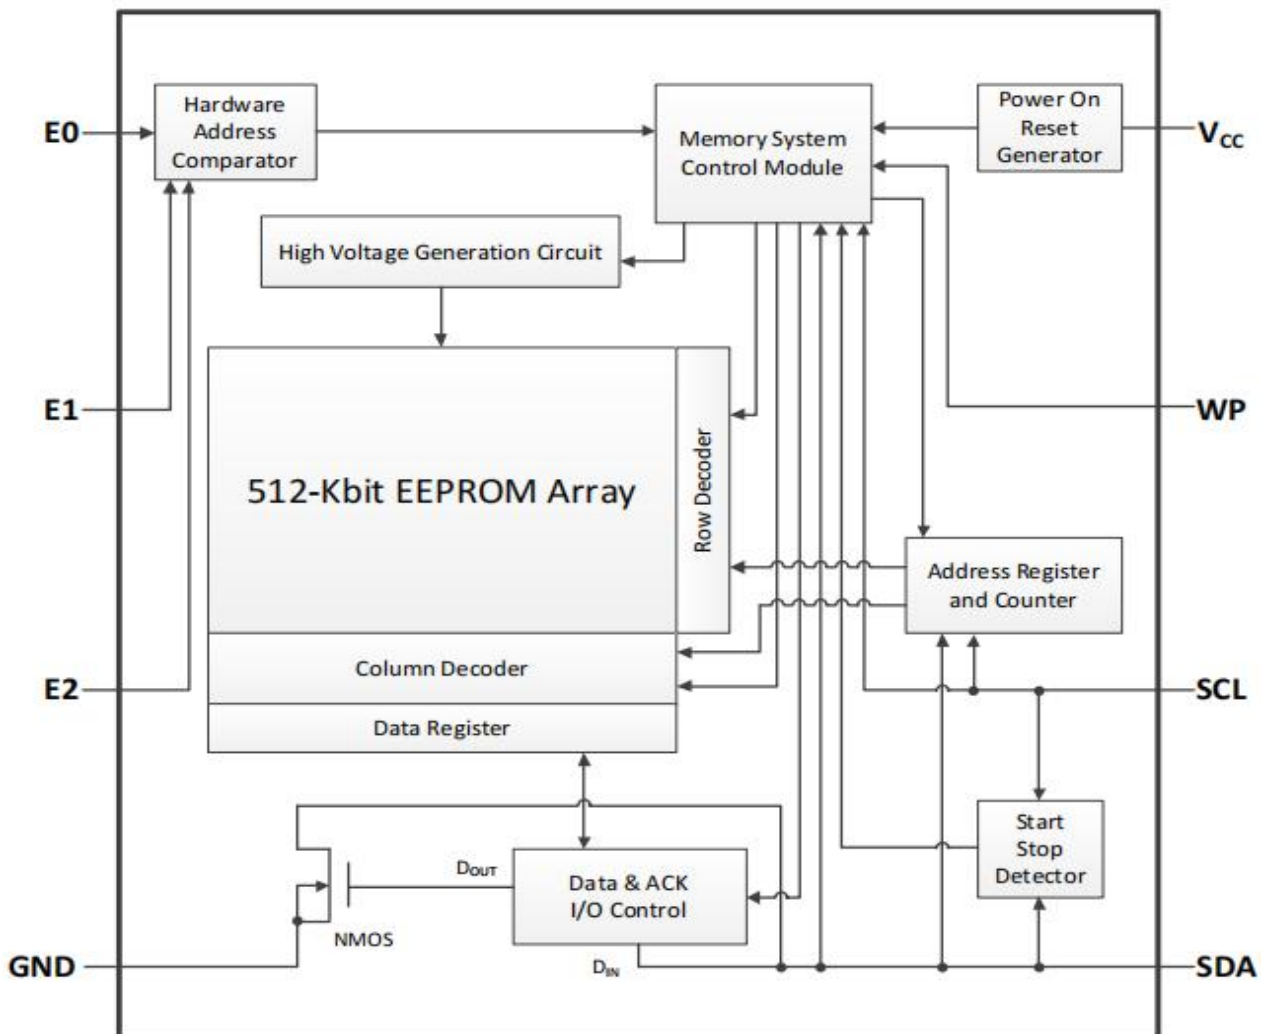 Hardware
Address
Comparator
E0
Memory System
Control Module
Power On
Reset
Generator
VCC
High Voltage Generation Circuit
E1
WP
512-Kbit EEPROM Array
Row Decoder
Address Register
and Counter
Column Decoder
E2
SCL
Data Register
Start
Stop
Detector
DOUT
Data & ACK
I/O Control
NMOS
GND
DIN
SDA